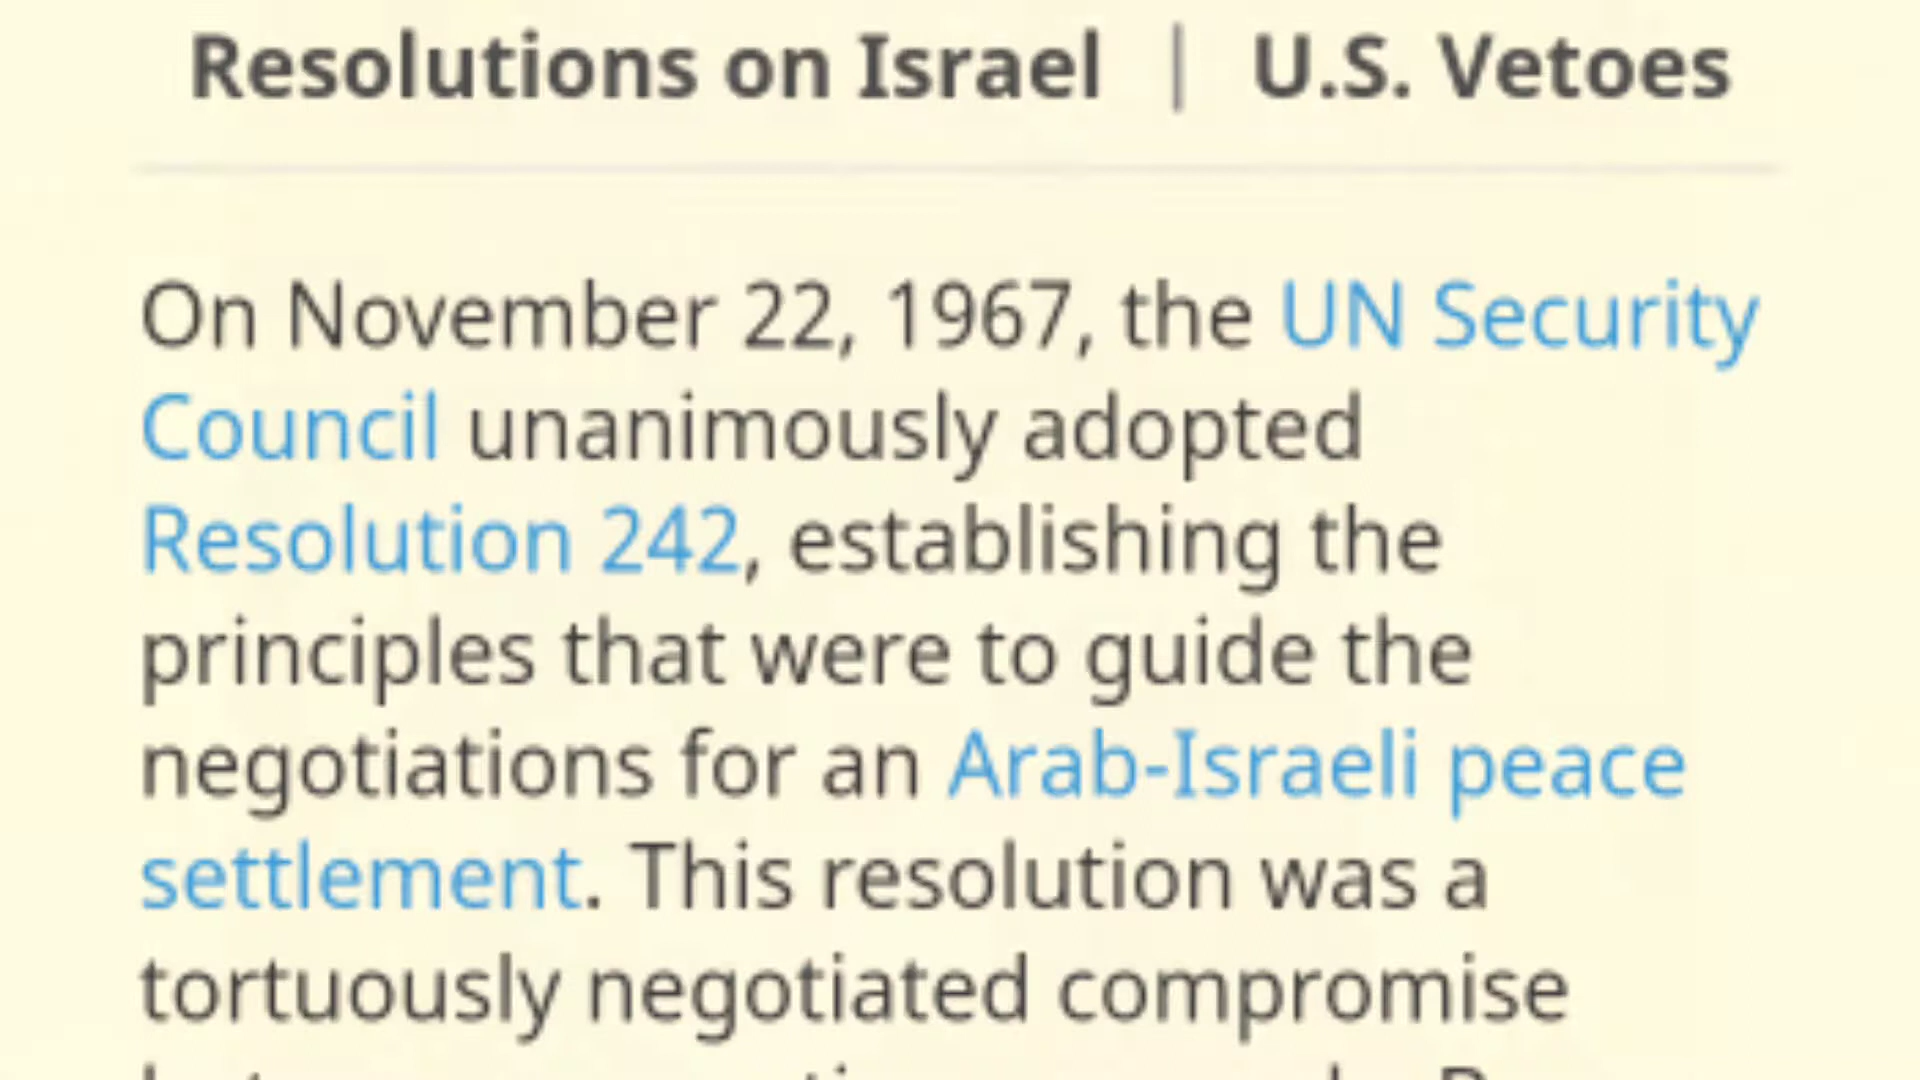 Resolutions on Israel | U.S. Vetoes
On November 22, 1967, the UN Security
Council unanimously adopted
Resolution 242, establishing the
principles that were to guide the
negotiations for an Arab-Israeli peace
settlement. This resolution was a
tortuously negotiated compromise